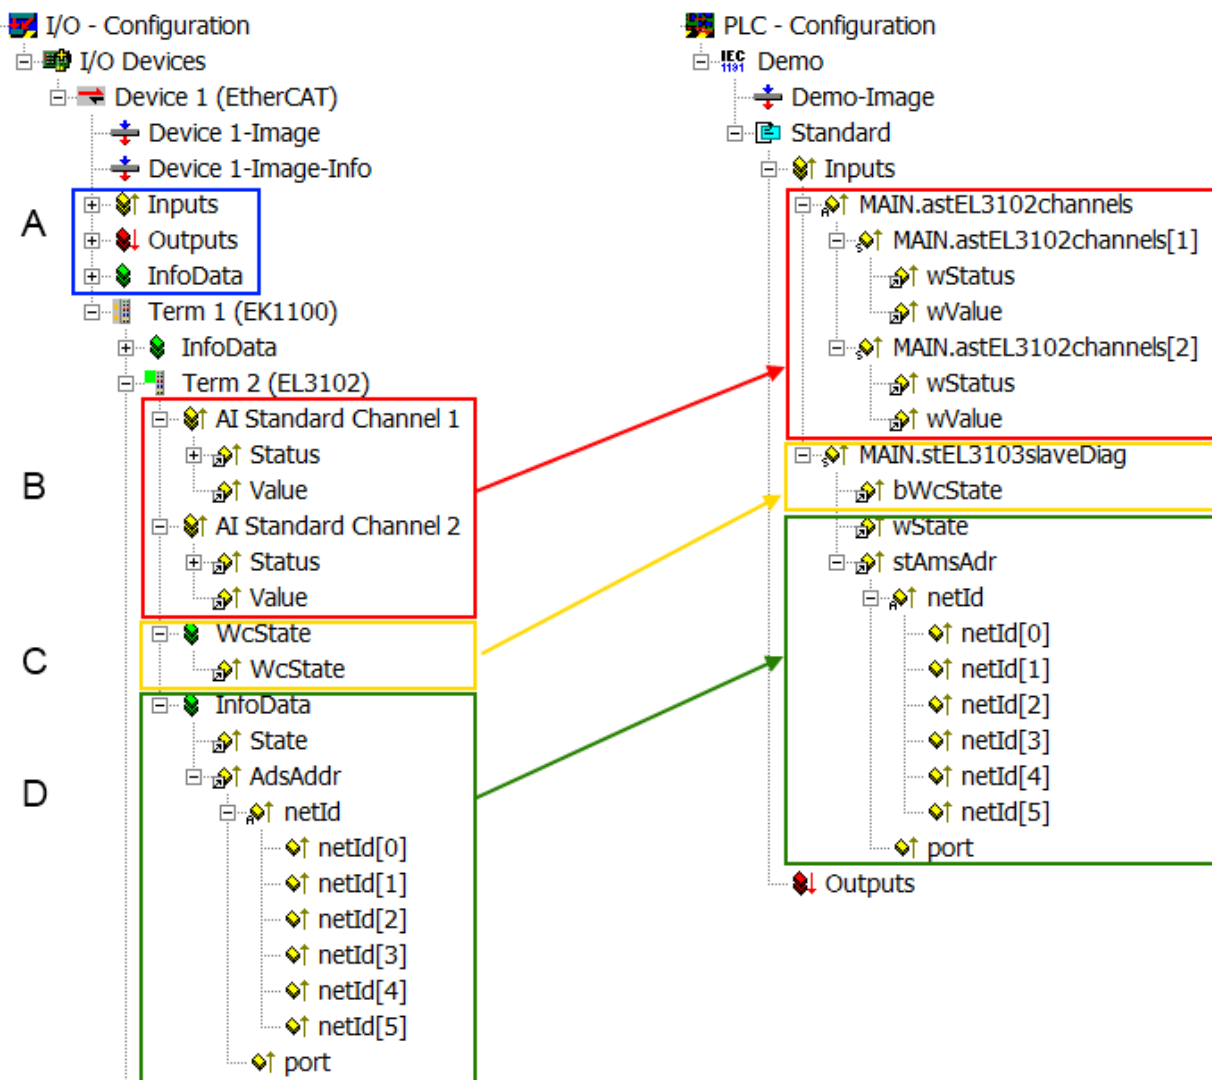 I/O - Configuration
I/O Devices
Device 1 (EtherCAT)
Device 1-Image
Device 1-Image-Info
A
Inputs
Outputs
InfoData
Term 1 (EK1100)
InfoData
Term 2 (EL3102)
AI Standard Channel 1
Status
B
Value
AI Standard Channel 2
Status
Value
WcState
C
WcState
InfoData
State
AdsAddr
D
netId
netId[0]
netId[1]
netId[2]
netId[3]
netId[4]
netId[5]
port
PLC - Configuration
IEC 1131 Demo
Demo-Image
Standard
Inputs
MAIN.astEL3102channels
MAIN.astEL3102channels[1]
wStatus
wValue
MAIN.astEL3102channels[2]
wStatus
wValue
MAIN.stEL3103slaveDiag
bWcState
wState
stAmsAdr
netId
netId[0]
netId[1]
netId[2]
netId[3]
netId[4]
netId[5]
port
Outputs